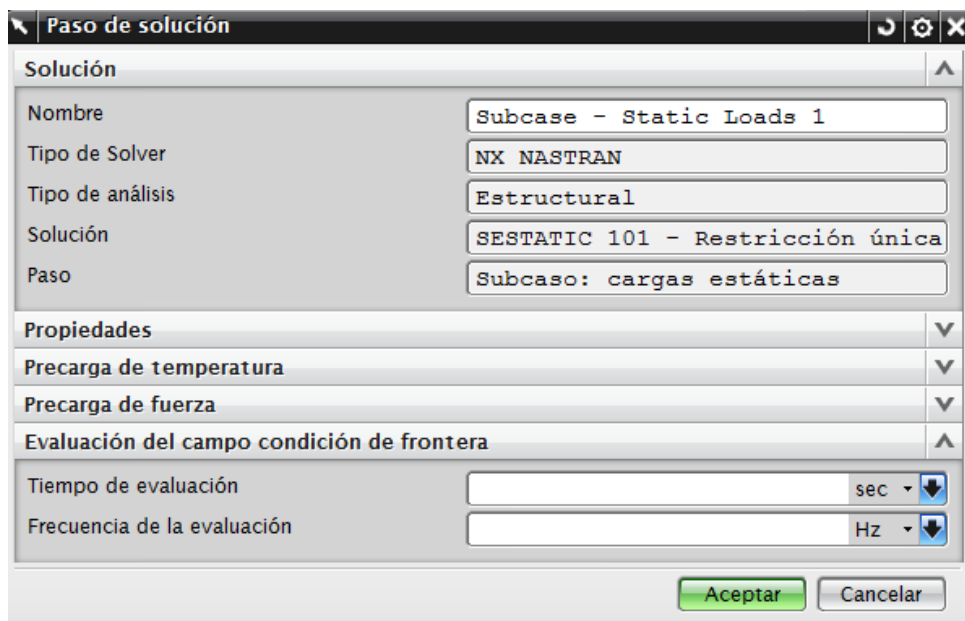 Paso de solución
Solución
Nombre Subcase - Static Loads 1
Tipo de Solver NX NASTRAN
Tipo de análisis Estructural
Solución SESTATIC 101 - Restricción única
Paso Subcaso: cargas estáticas
Propiedades
Precarga de temperatura
Precarga de fuerza
Evaluación del campo condición de frontera
Tiempo de evaluación sec
Frecuencia de la evaluación Hz
Aceptar Cancelar